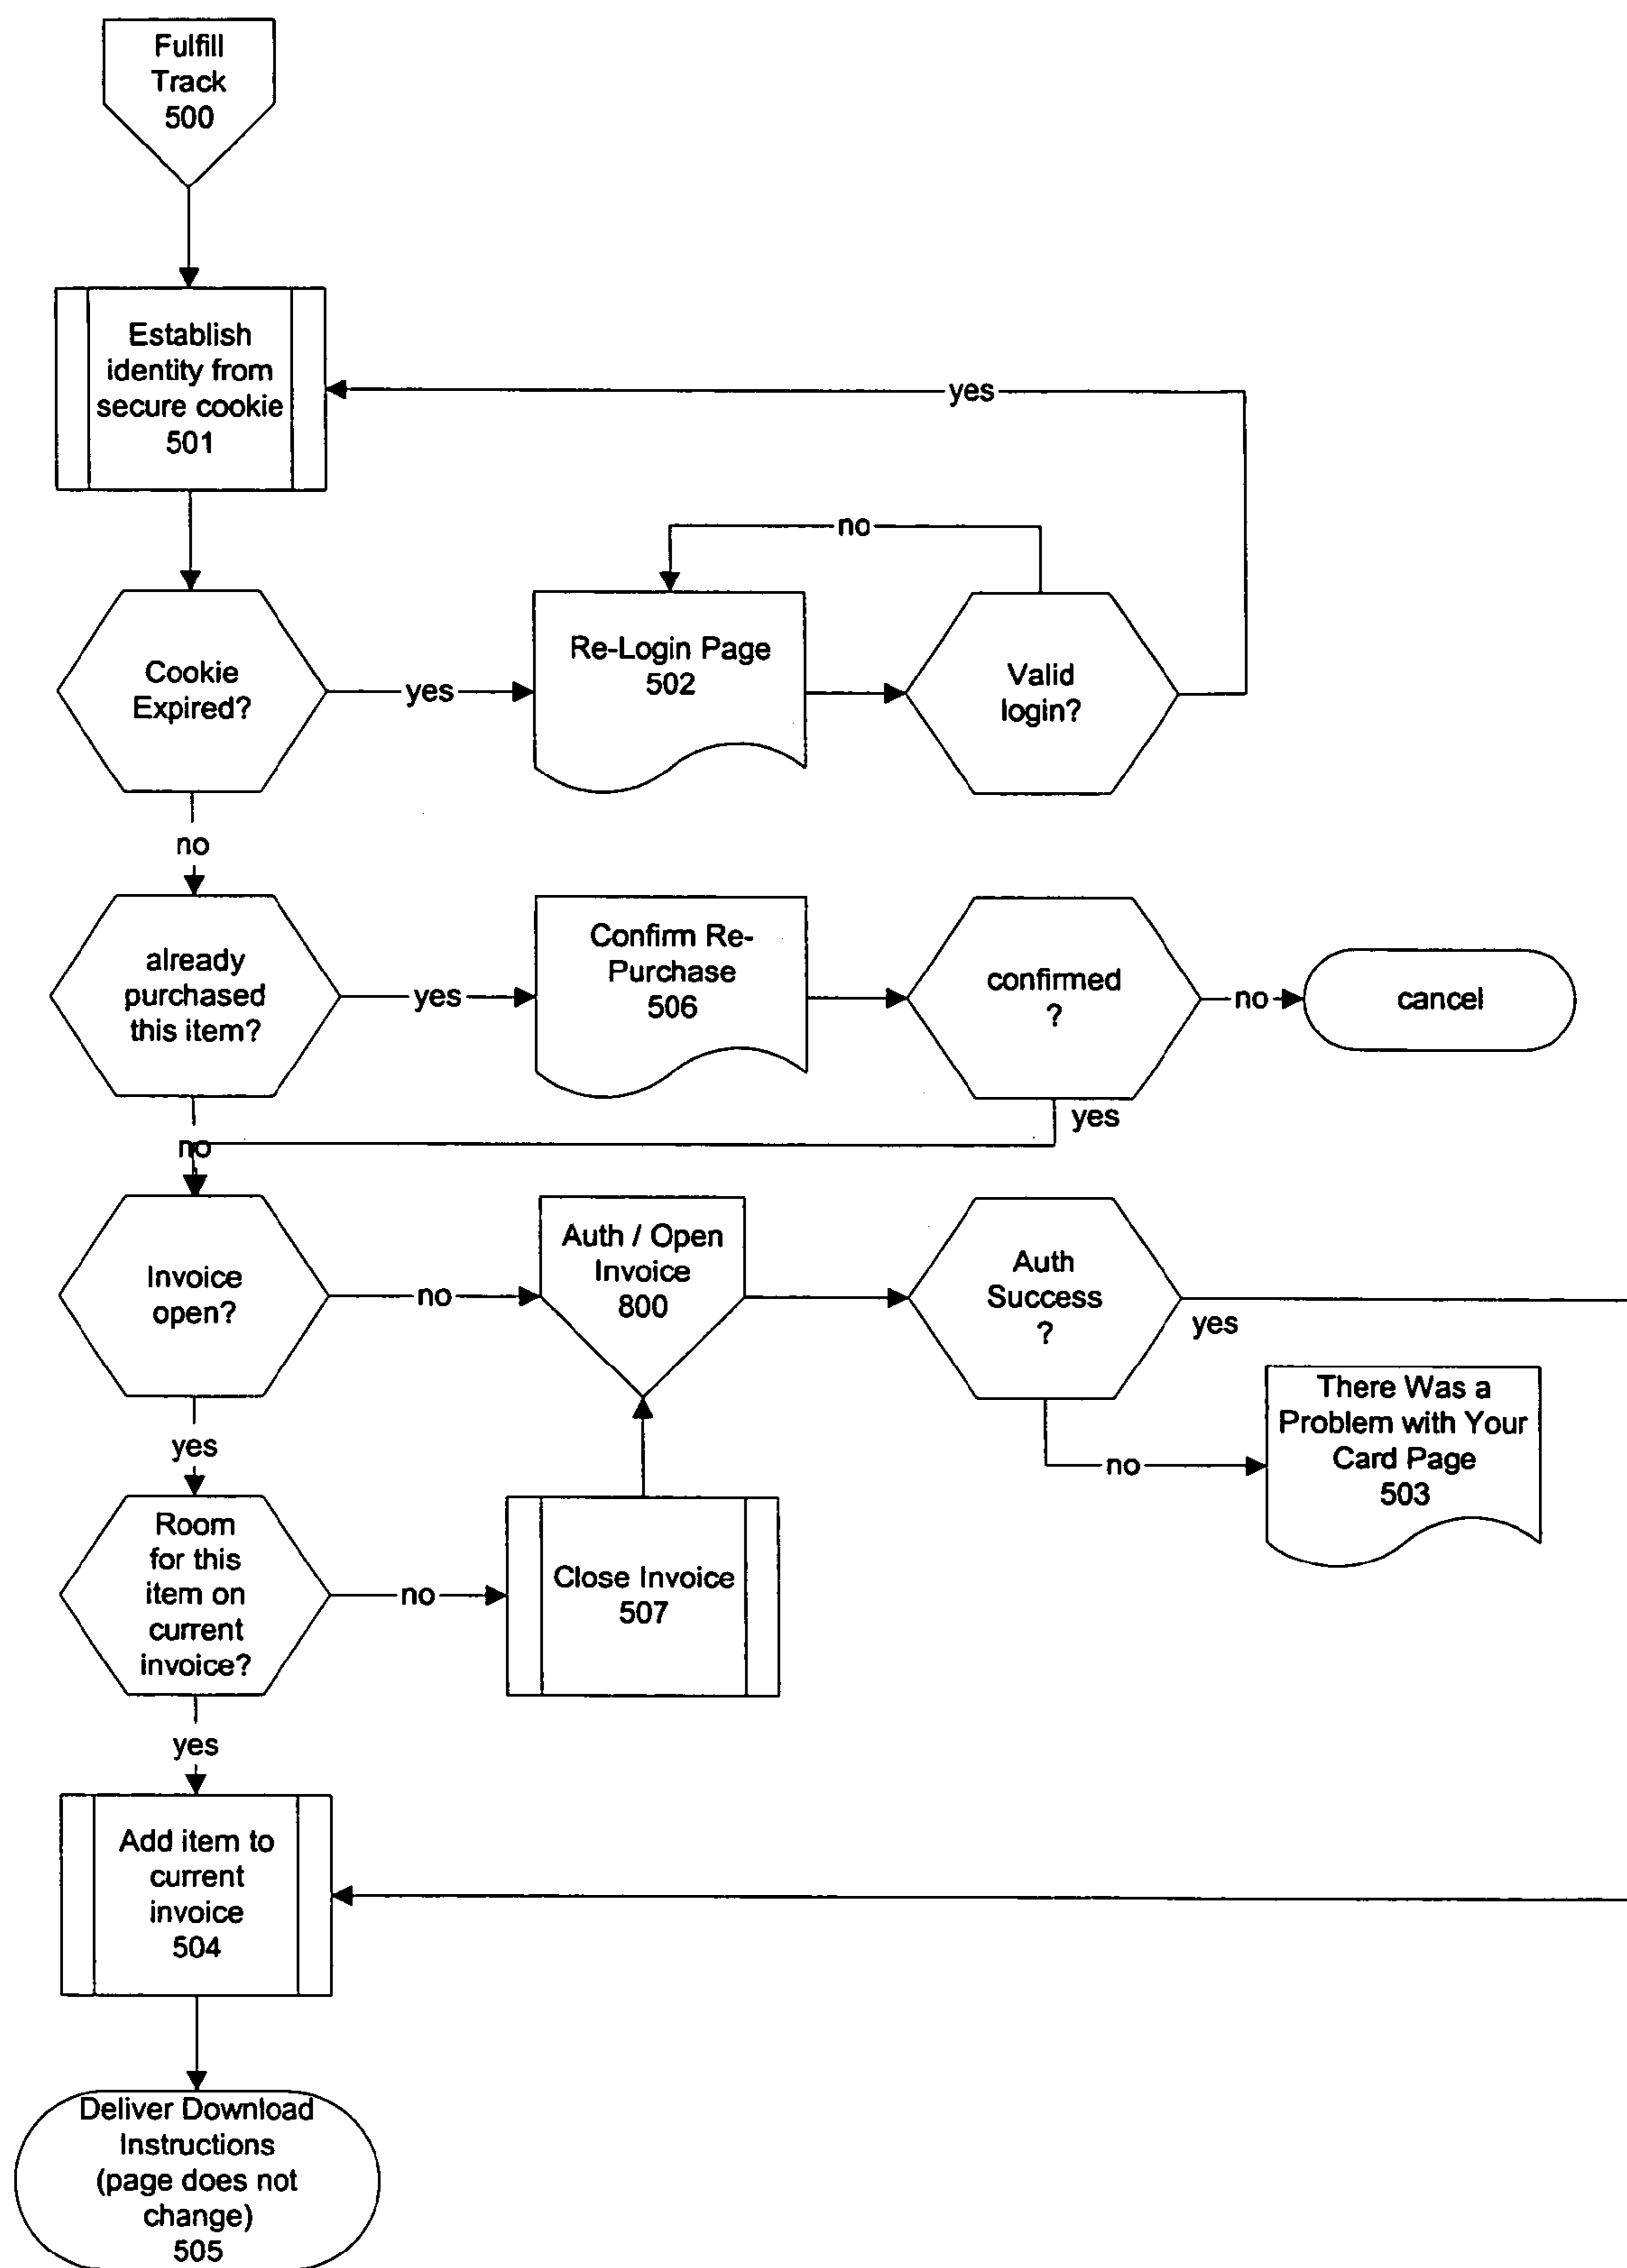 Fulfill
Track
500
Establish
identity from
secure cookie
501
yes
no
Cookie
Expired?
yes
Re-Login Page
502
Valid
login?
no
already
purchased
this item?
yes
Confirm Re-
Purchase
506
confirmed
?
no
cancel
yes
no
Invoice
open?
no
Auth / Open
Invoice
800
Auth
Success
?
yes
There Was a
Problem with Your
Card Page
503
no
yes
Room
for this
item on
current
invoice?
no
Close Invoice
507
yes
Add item to
current
invoice
504
Deliver Download
Instructions
(page does not
change)
505